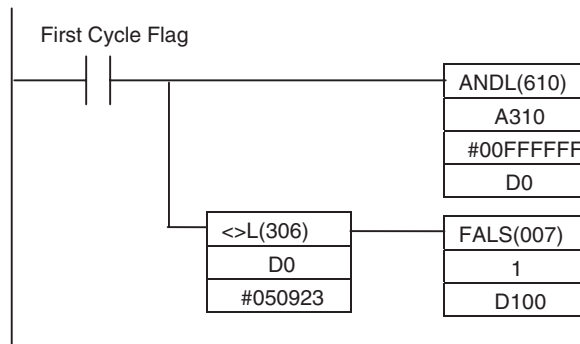 First Cycle Flag
ANDL(610)
A310
#00FFFFFF
D0
<>L(306)
D0
#050923
FALS(007)
1
D100